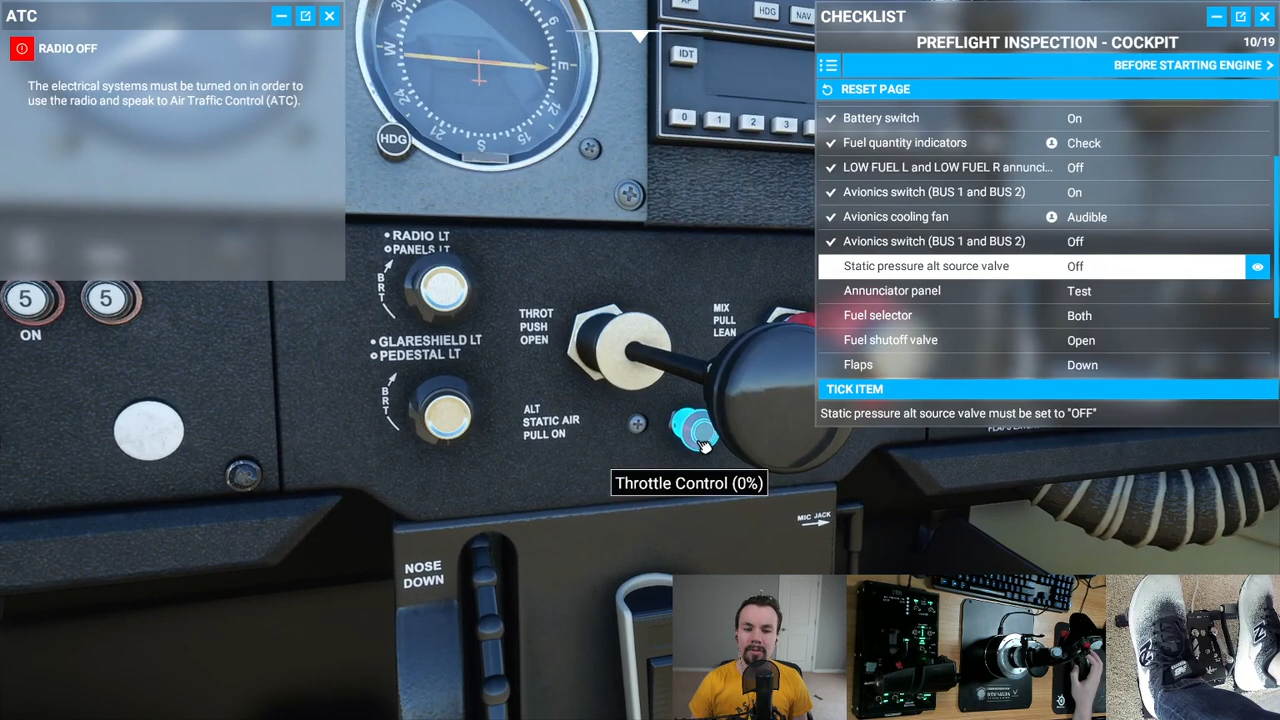 ATC
RADIO OFF
The electrical systems must be turned on in order to
use the radio and speak to Air Traffic Control (ATC).
CHECKLIST
PREFLIGHT INSPECTION - COCKPIT 10/19
BEFORE STARTING ENGINE >
RESET PAGE
Battery switch On
Fuel quantity indicators Check
LOW FUEL L and LOW FUEL R annunci... Off
Avionics switch (BUS 1 and BUS 2) On
Avionics cooling fan Audible
Avionics switch (BUS 1 and BUS 2) Off
Static pressure alt source valve Off
Annunciator panel Test
Fuel selector Both
Fuel shutoff valve Open
Flaps Down
TICK ITEM
Static pressure alt source valve must be set to "OFF"
30
W
24
21
S
15
12
E
6
HDG
HDG
NAV
IDT
0 1 2 3
RADIO LT
PANELS LT
BRT
GLARESHIELD LT
PEDESTAL LT
BRT
5 5
ON
THROT
PUSH
OPEN
MIX
PULL
LEAN
ALT
STATIC AIR
PULL ON
Throttle Control (0%)
MIC JACK
NOSE
DOWN